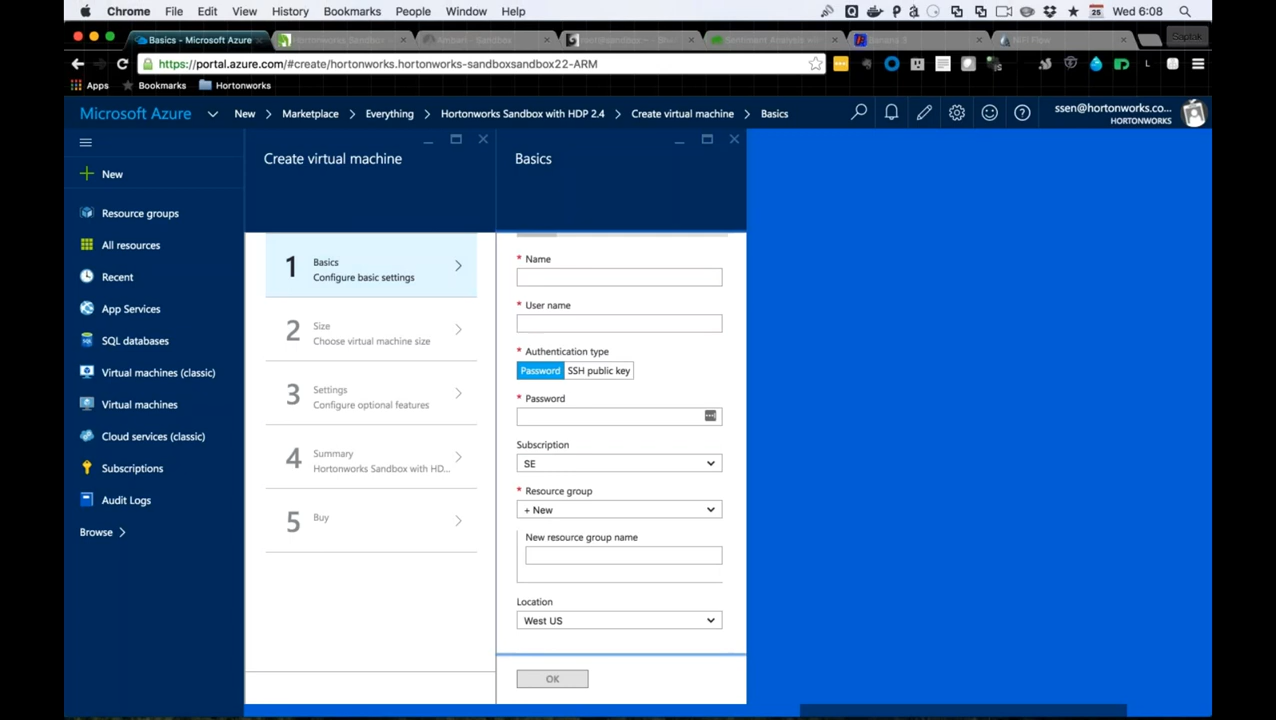 Chrome File Edit View History Bookmarks People Window Help
Wed 6:08
Basics - Microsoft Azure
Saptak
https://portal.azure.com/#create/hortonworks.hortonworks-sandboxsandbox22-ARM
Apps Bookmarks Hortonworks
Microsoft Azure
New > Marketplace > Everything > Hortonworks Sandbox with HDP 2.4 > Create virtual machine > Basics
ssen@hortonworks.co...
HORTONWORKS
New
Resource groups
All resources
Recent
App Services
SQL databases
Virtual machines (classic)
Virtual machines
Cloud services (classic)
Subscriptions
Audit Logs
Browse >
Create virtual machine
1
Basics
Configure basic settings
2
Size
Choose virtual machine size
3
Settings
Configure optional features
4
Summary
Hortonworks Sandbox with HD...
5
Buy
Basics
* Name
* User name
* Authentication type
Password SSH public key
* Password
Subscription
SE
* Resource group
+ New
New resource group name
Location
West US
OK